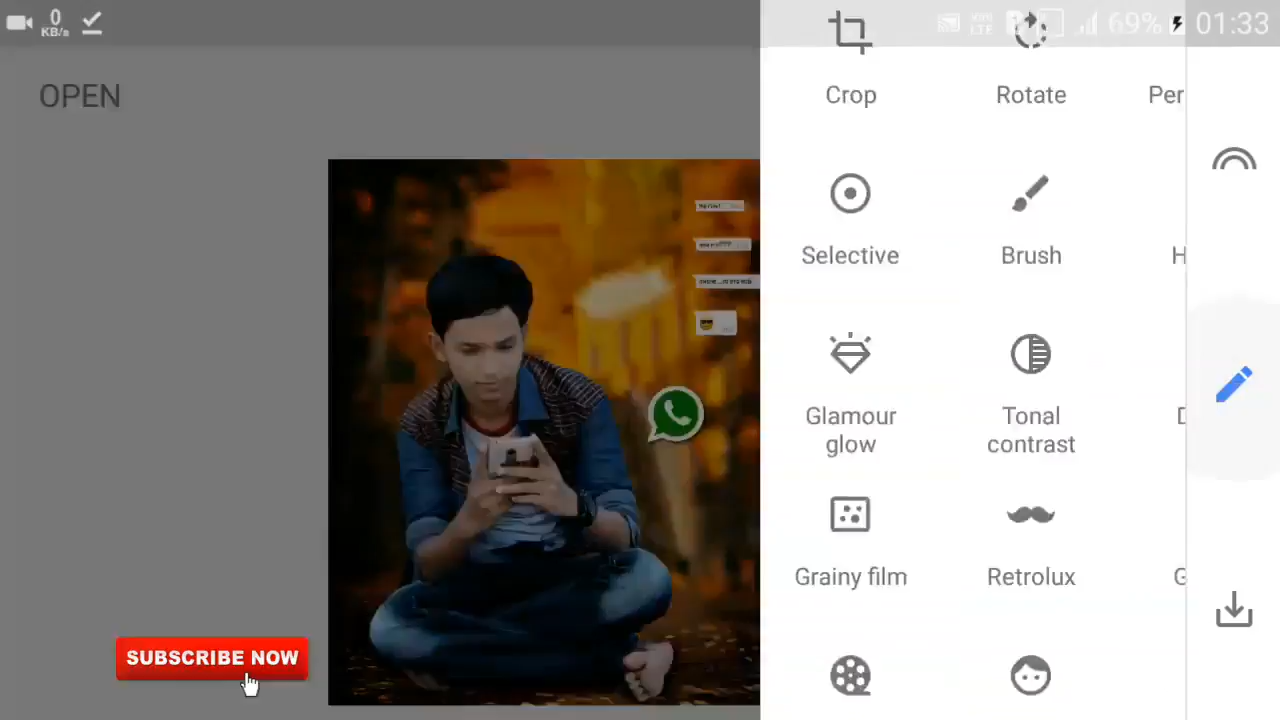 0
KB/s
69%
01:33
OPEN
Crop
Rotate
Per
Selective
Brush
H
Glamour
glow
Tonal
contrast
D
Grainy film
Retrolux
G
SUBSCRIBE NOW